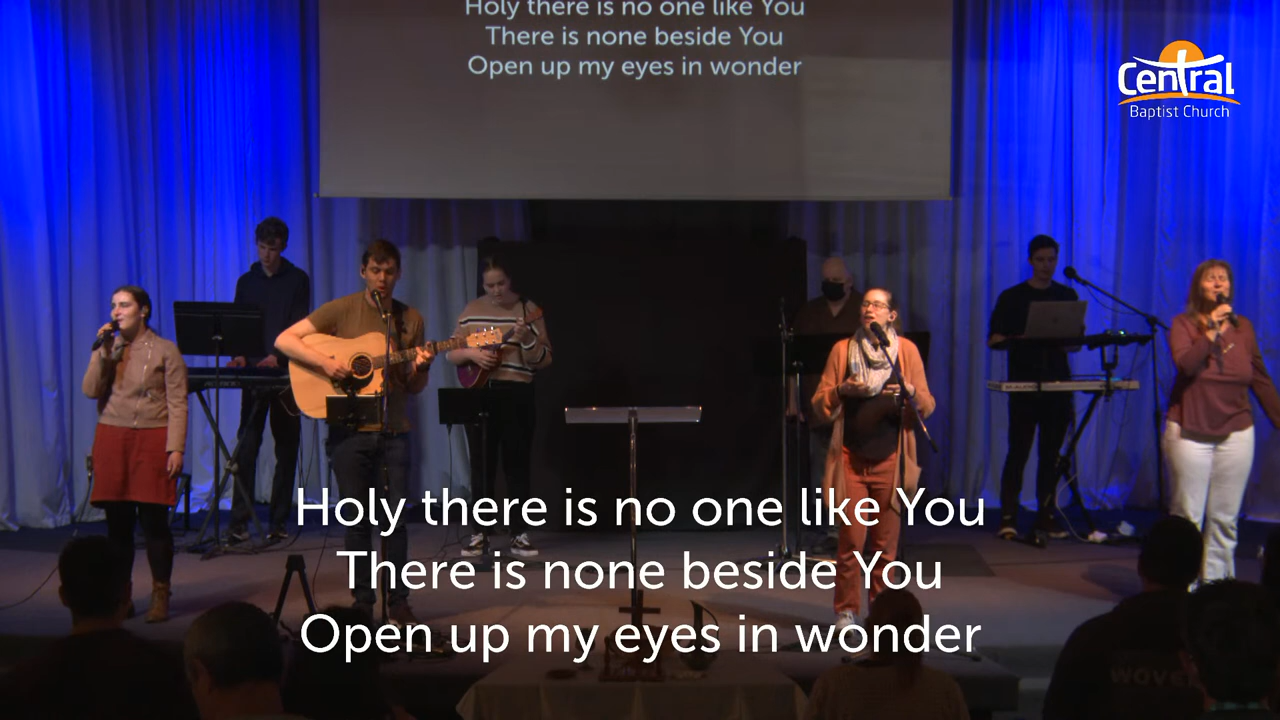 Holy there is no one like You
There is none beside You
Open up my eyes in wonder
Central
Baptist Church
M-AUDIO
Holy there is no one like You
There is none beside You
Open up my eyes in wonder